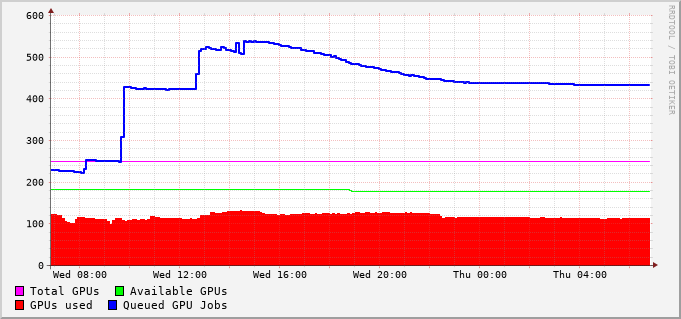 RRDTOOL / TOBI OETIKER
600
500
400
300
200
100
0
Wed 08:00 Wed 12:00 Wed 16:00 Wed 20:00 Thu 00:00 Thu 04:00
Total GPUs Available GPUs
GPUs used Queued GPU Jobs